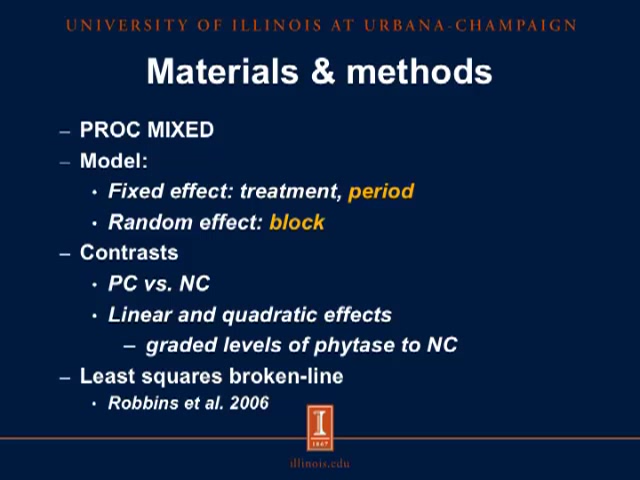 UNIVERSITY OF ILLINOIS AT URBANA-CHAMPAIGN
Materials & methods
– PROC MIXED
– Model:
• Fixed effect: treatment, period
• Random effect: block
– Contrasts
• PC vs. NC
• Linear and quadratic effects
– graded levels of phytase to NC
– Least squares broken-line
• Robbins et al. 2006
I
1867
illinois.edu